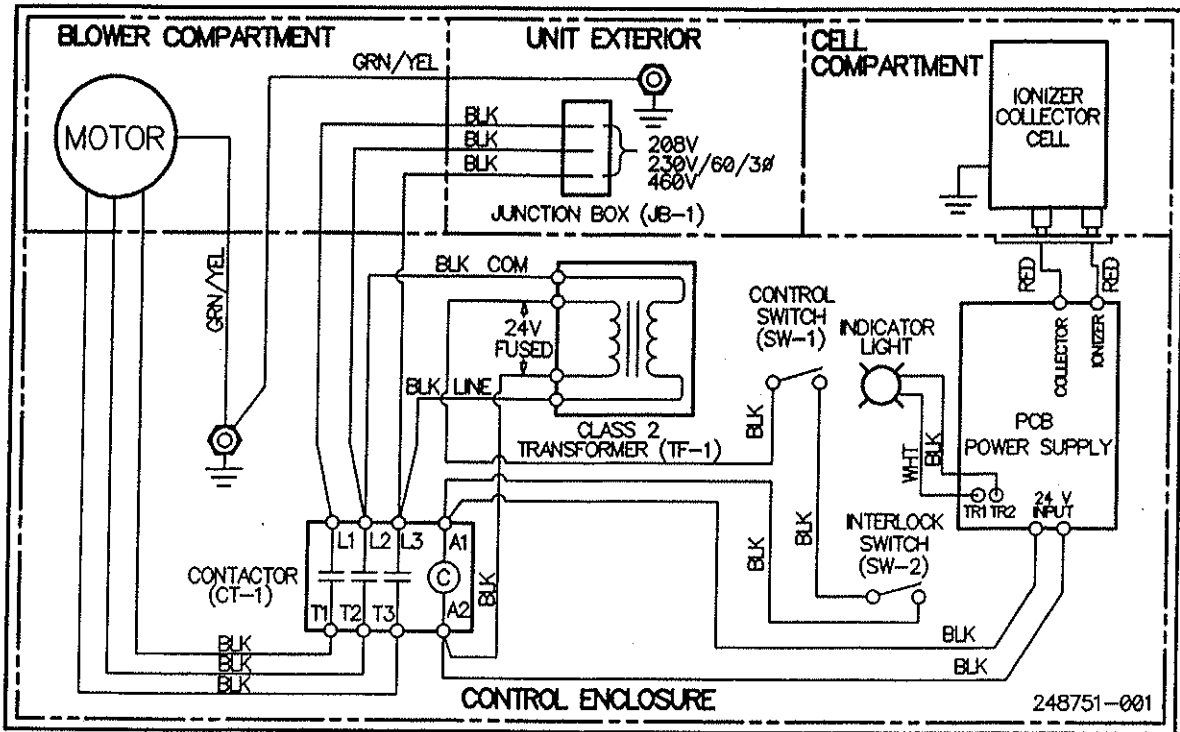 BLOWER COMPARTMENT
UNIT EXTERIOR
CELL
COMPARTMENT
GRN/YEL
MOTOR
BLK
BLK
BLK
208V
230V/60/3Ø
460V
JUNCTION BOX (JB-1)
IONIZER
COLLECTOR
CELL
GRN/YEL
BLK COM
24V
FUSED
BLK LINE
CLASS 2
TRANSFORMER (TF-1)
CONTROL
SWITCH
(SW-1)
INDICATOR
LIGHT
RED
RED
COLLECTOR
IONIZER
PCB
POWER SUPPLY
BLK
WHT
BLK
TR1 TR2
24 V
INPUT
INTERLOCK
SWITCH
(SW-2)
BLK
BLK
L1 L2 L3 A1
CONTACTOR
(CT-1)
C
BLK
T1 T2 T3 A2
BLK
BLK
BLK
BLK
BLK
CONTROL ENCLOSURE
248751-001